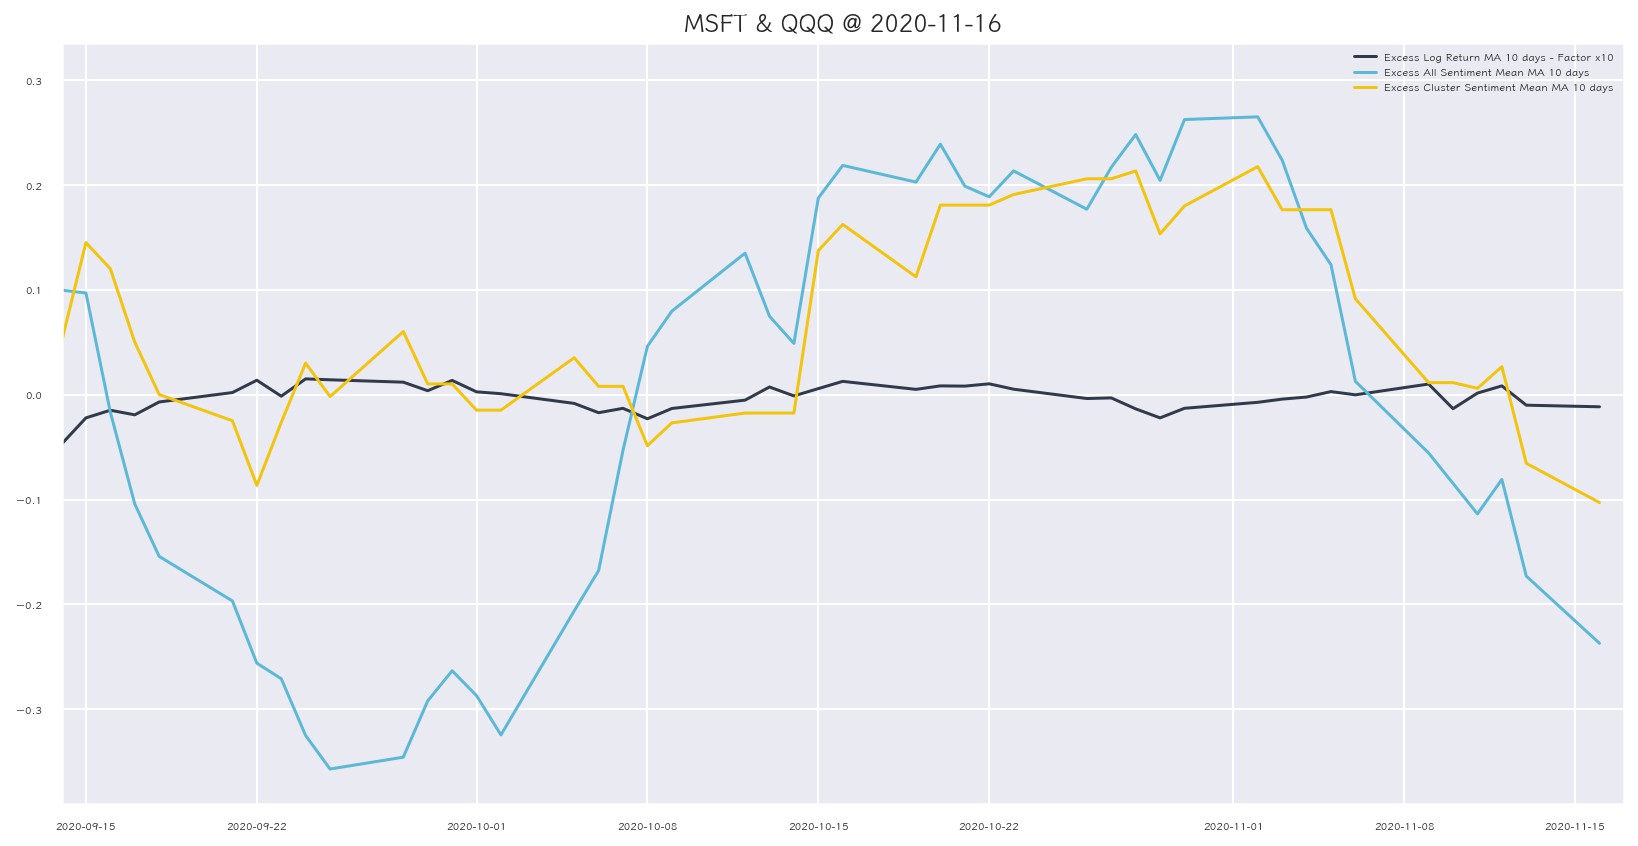 MSFT & QQQ @ 2020-11-16
Excess Log Return MA 10 days - Factor x10
Excess All Sentiment Mean MA 10 days
Excess Cluster Sentiment Mean MA 10 days
0.3
0.2
0.1
0.0
−0.1
−0.2
−0.3
2020-09-15 2020-09-22 2020-10-01 2020-10-08 2020-10-15 2020-10-22 2020-11-01 2020-11-08 2020-11-15